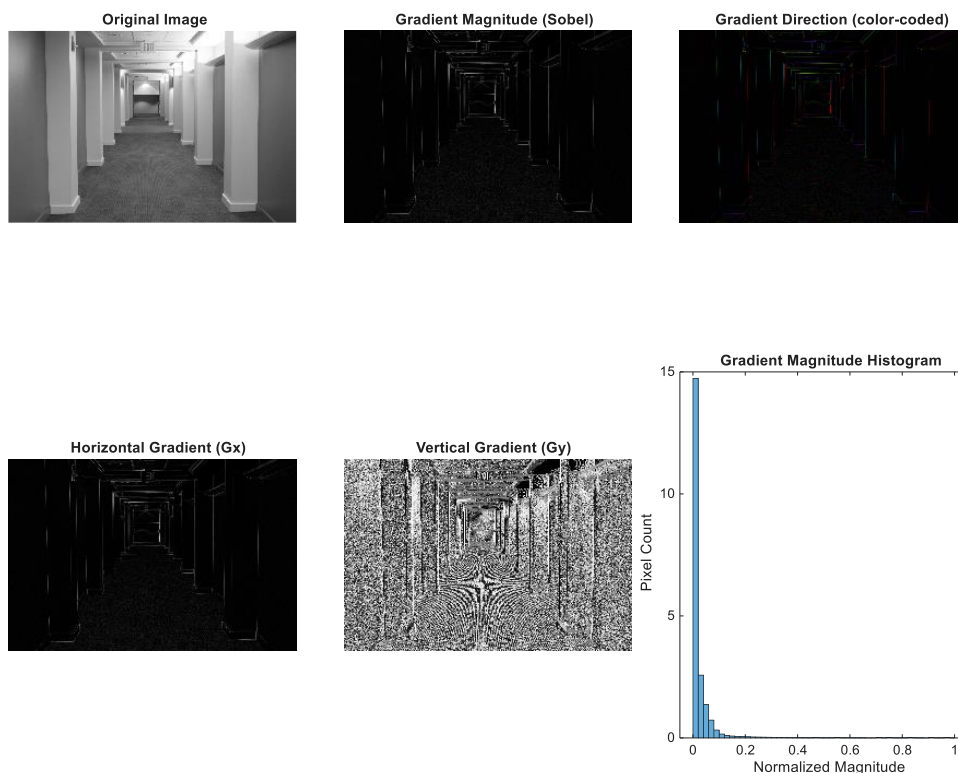 Original Image
Gradient Magnitude (Sobel)
Gradient Direction (color-coded)
Horizontal Gradient (Gx)
Vertical Gradient (Gy)
Gradient Magnitude Histogram
15
10
5
0
Pixel Count
0 0.2 0.4 0.6 0.8 1
Normalized Magnitude